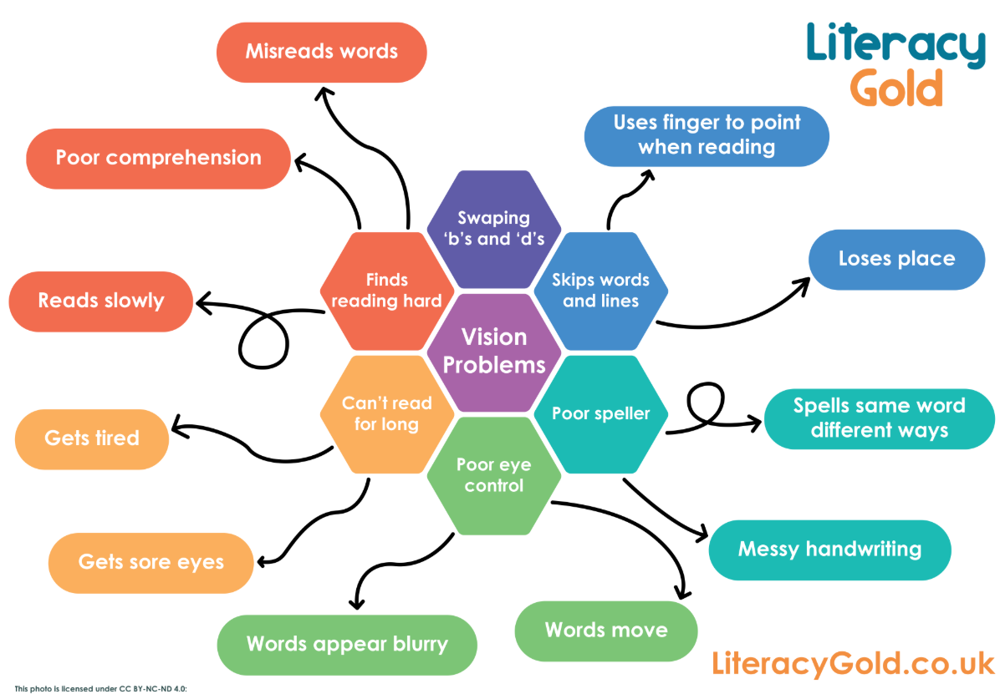 Literacy
Gold
Misreads words
Uses finger to point
when reading
Poor comprehension
Swaping
‘b’s and ‘d’s
Loses place
Finds
reading hard
Skips words
and lines
Reads slowly
Vision
Problems
Can’t read
for long
Poor speller
Spells same word
different ways
Gets tired
Poor eye
control
Messy handwriting
Gets sore eyes
Words move
Words appear blurry
LiteracyGold.co.uk
This photo is licensed under CC BY-NC-ND 4.0: